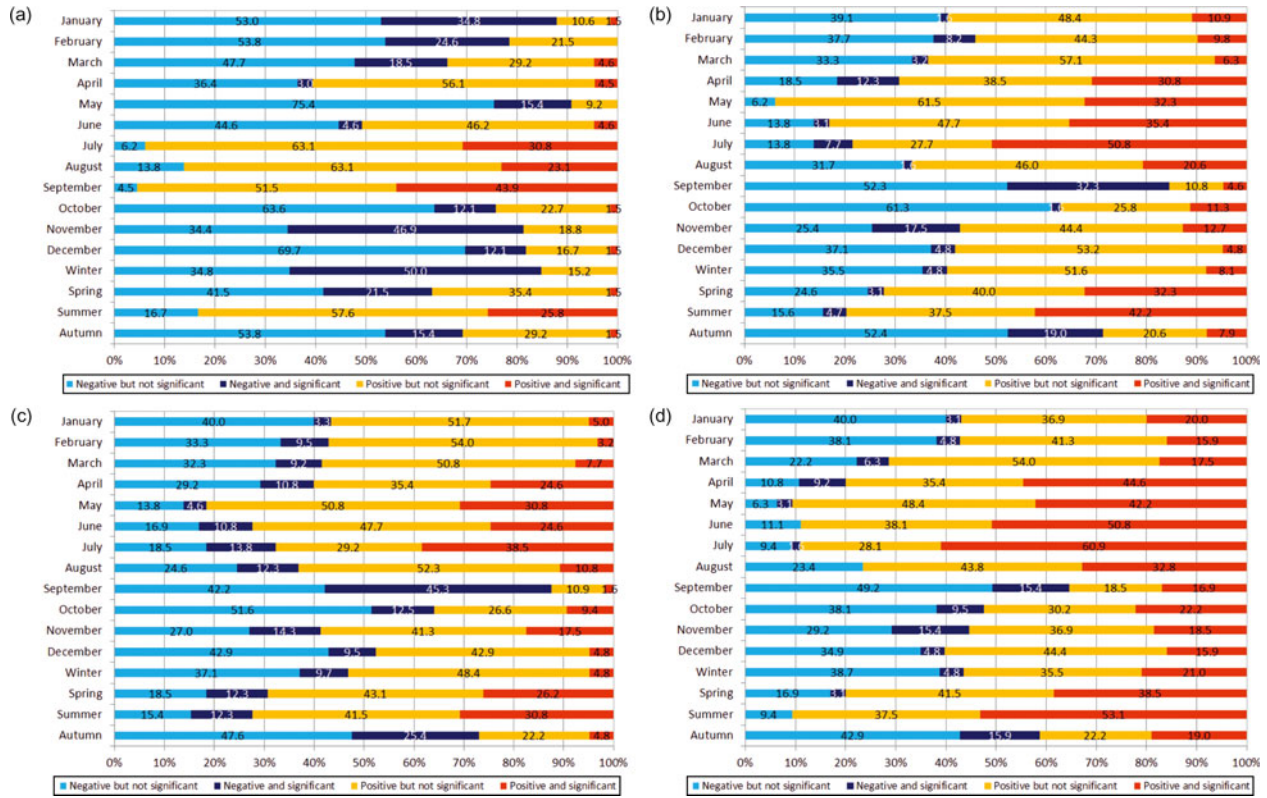 (a)
January 53.0 34.8 10.6 1.5
February 53.8 24.6 21.5
March 47.7 18.5 29.2 4.6
April 36.4 3.0 56.1 4.5
May 75.4 15.4 9.2
June 44.6 4.6 46.2 4.6
July 6.2 63.1 30.8
August 13.8 63.1 23.1
September 4.5 51.5 43.9
October 63.6 12.1 22.7 1.5
November 34.4 46.9 18.8
December 69.7 12.1 16.7 1.5
Winter 34.8 50.0 15.2
Spring 41.5 21.5 35.4 1.5
Summer 16.7 57.6 25.8
Autumn 53.8 15.4 29.2 1.5
0% 10% 20% 30% 40% 50% 60% 70% 80% 90% 100%
Negative but not significant Negative and significant Positive but not significant Positive and significant
(b)
January 39.1 1.6 48.4 10.9
February 37.7 8.2 44.3 9.8
March 33.3 3.2 57.1 6.3
April 18.5 12.3 38.5 30.8
May 6.2 61.5 32.3
June 13.8 3.1 47.7 35.4
July 13.8 7.7 27.7 50.8
August 31.7 1.6 46.0 20.6
September 52.3 32.3 10.8 4.6
October 61.3 1.6 25.8 11.3
November 25.4 17.5 44.4 12.7
December 37.1 4.8 53.2 4.8
Winter 35.5 4.8 51.6 8.1
Spring 24.6 3.1 40.0 32.3
Summer 15.6 4.7 37.5 42.2
Autumn 52.4 19.0 20.6 7.9
0% 10% 20% 30% 40% 50% 60% 70% 80% 90% 100%
Negative but not significant Negative and significant Positive but not significant Positive and significant
(c)
January 40.0 3.3 51.7 5.0
February 33.3 9.5 54.0 3.2
March 32.3 9.2 50.8 7.7
April 29.2 10.8 35.4 24.6
May 13.8 4.6 50.8 30.8
June 16.9 10.8 47.7 24.6
July 18.5 13.8 29.2 38.5
August 24.6 12.3 52.3 10.8
September 42.2 45.3 10.9 1.6
October 51.6 12.5 26.6 9.4
November 27.0 14.3 41.3 17.5
December 42.9 9.5 42.9 4.8
Winter 37.1 9.7 48.4 4.8
Spring 18.5 12.3 43.1 26.2
Summer 15.4 12.3 41.5 30.8
Autumn 47.6 25.4 22.2 4.8
0% 10% 20% 30% 40% 50% 60% 70% 80% 90% 100%
Negative but not significant Negative and significant Positive but not significant Positive and significant
(d)
January 40.0 3.1 36.9 20.0
February 38.1 4.8 41.3 15.9
March 22.2 6.3 54.0 17.5
April 10.8 9.2 35.4 44.6
May 6.3 3.1 48.4 42.2
June 11.1 38.1 50.8
July 9.4 1.6 28.1 60.9
August 23.4 43.8 32.8
September 49.2 15.4 18.5 16.9
October 38.1 9.5 30.2 22.2
November 29.2 15.4 36.9 18.5
December 34.9 4.8 44.4 15.9
Winter 38.7 4.8 35.5 21.0
Spring 16.9 3.1 41.5 38.5
Summer 9.4 37.5 53.1
Autumn 42.9 15.9 22.2 19.0
0% 10% 20% 30% 40% 50% 60% 70% 80% 90% 100%
Negative but not significant Negative and significant Positive but not significant Positive and significant